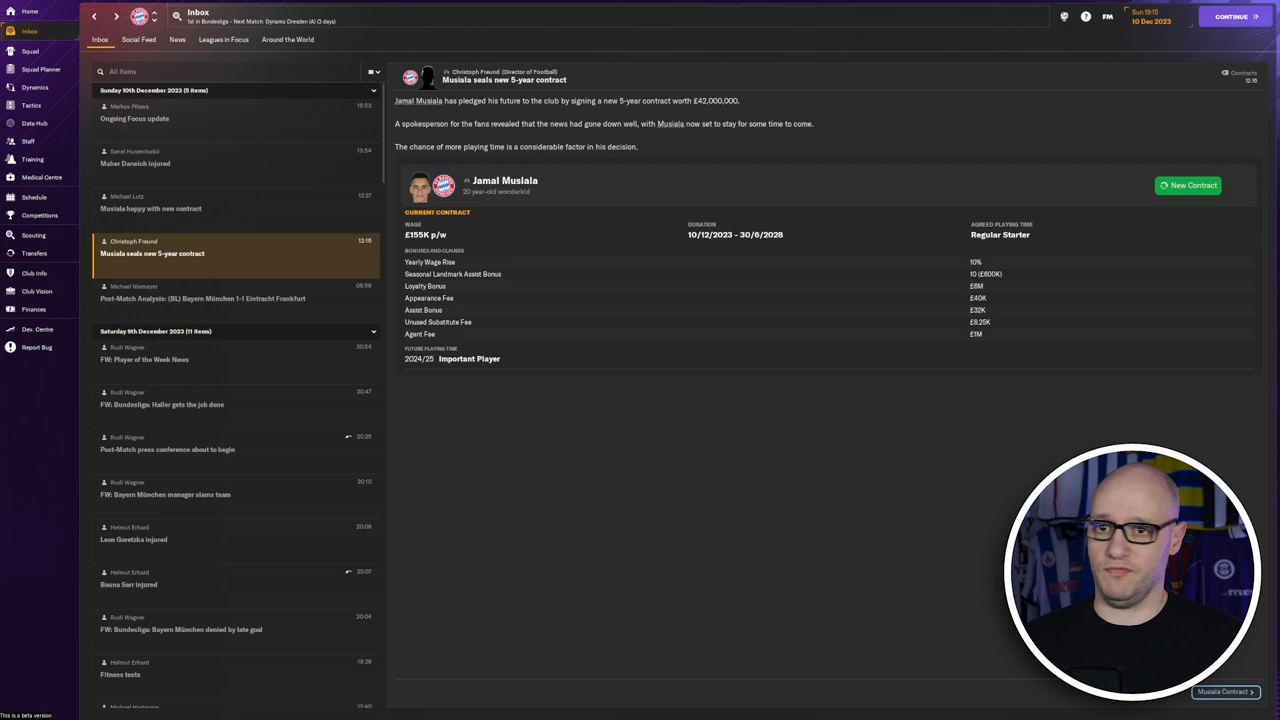 Home
Inbox
Squad
Squad Planner
Dynamics
Tactics
Data Hub
Staff
Training
Medical Centre
Schedule
Competitions
Scouting
Transfers
Club Info
Club Vision
Finances
Dev. Centre
Report Bug
This is a beta version
Inbox
1st in Bundesliga - Next Match: Dynamo Dresden (A) (3 days)
FM
Sun 19:15
10 Dec 2023
CONTINUE
Inbox Social Feed News Leagues in Focus Around the World
All Items
Sunday 10th December 2023 (5 items)
Markus Pilawa 16:53
Ongoing Focus update
Sanel Huseinbašić 13:54
Maher Darwich injured
Michael Lutz 12:27
Musiala happy with new contract
Christoph Freund 12:16
Musiala seals new 5-year contract
Michael Niemeyer 08:56
Post-Match Analysis: (BL) Bayern München 1-1 Eintracht Frankfurt
Saturday 9th December 2023 (11 items)
Rudi Wagner 20:54
FW: Player of the Week News
Rudi Wagner 20:47
FW: Bundesliga: Haller gets the job done
Rudi Wagner 20:25
Post-Match press conference about to begin
Rudi Wagner 20:10
FW: Bayern München manager slams team
Helmut Erhard 20:08
Leon Goretzka injured
Helmut Erhard 20:07
Bouna Sarr injured
Rudi Wagner 20:04
FW: Bundesliga: Bayern München denied by late goal
Helmut Erhard 18:26
Fitness tests
Christoph Freund (Director of Football)
Musiala seals new 5-year contract
Contracts
12:16
Jamal Musiala has pledged his future to the club by signing a new 5-year contract worth £42,000,000.
A spokesperson for the fans revealed that the news had gone down well, with Musiala now set to stay for some time to come.
The chance of more playing time is a considerable factor in his decision.
Jamal Musiala
20 year-old wonderkid
New Contract
CURRENT CONTRACT
WAGE DURATION AGREED PLAYING TIME
£155K p/w 10/12/2023 - 30/6/2028 Regular Starter
BONUSES AND CLAUSES
Yearly Wage Rise 10%
Seasonal Landmark Assist Bonus 10 (£600K)
Loyalty Bonus £6M
Appearance Fee £40K
Assist Bonus £32K
Unused Substitute Fee £8.25K
Agent Fee £1M
FUTURE PLAYING TIME
2024/25 Important Player
Musiala Contract